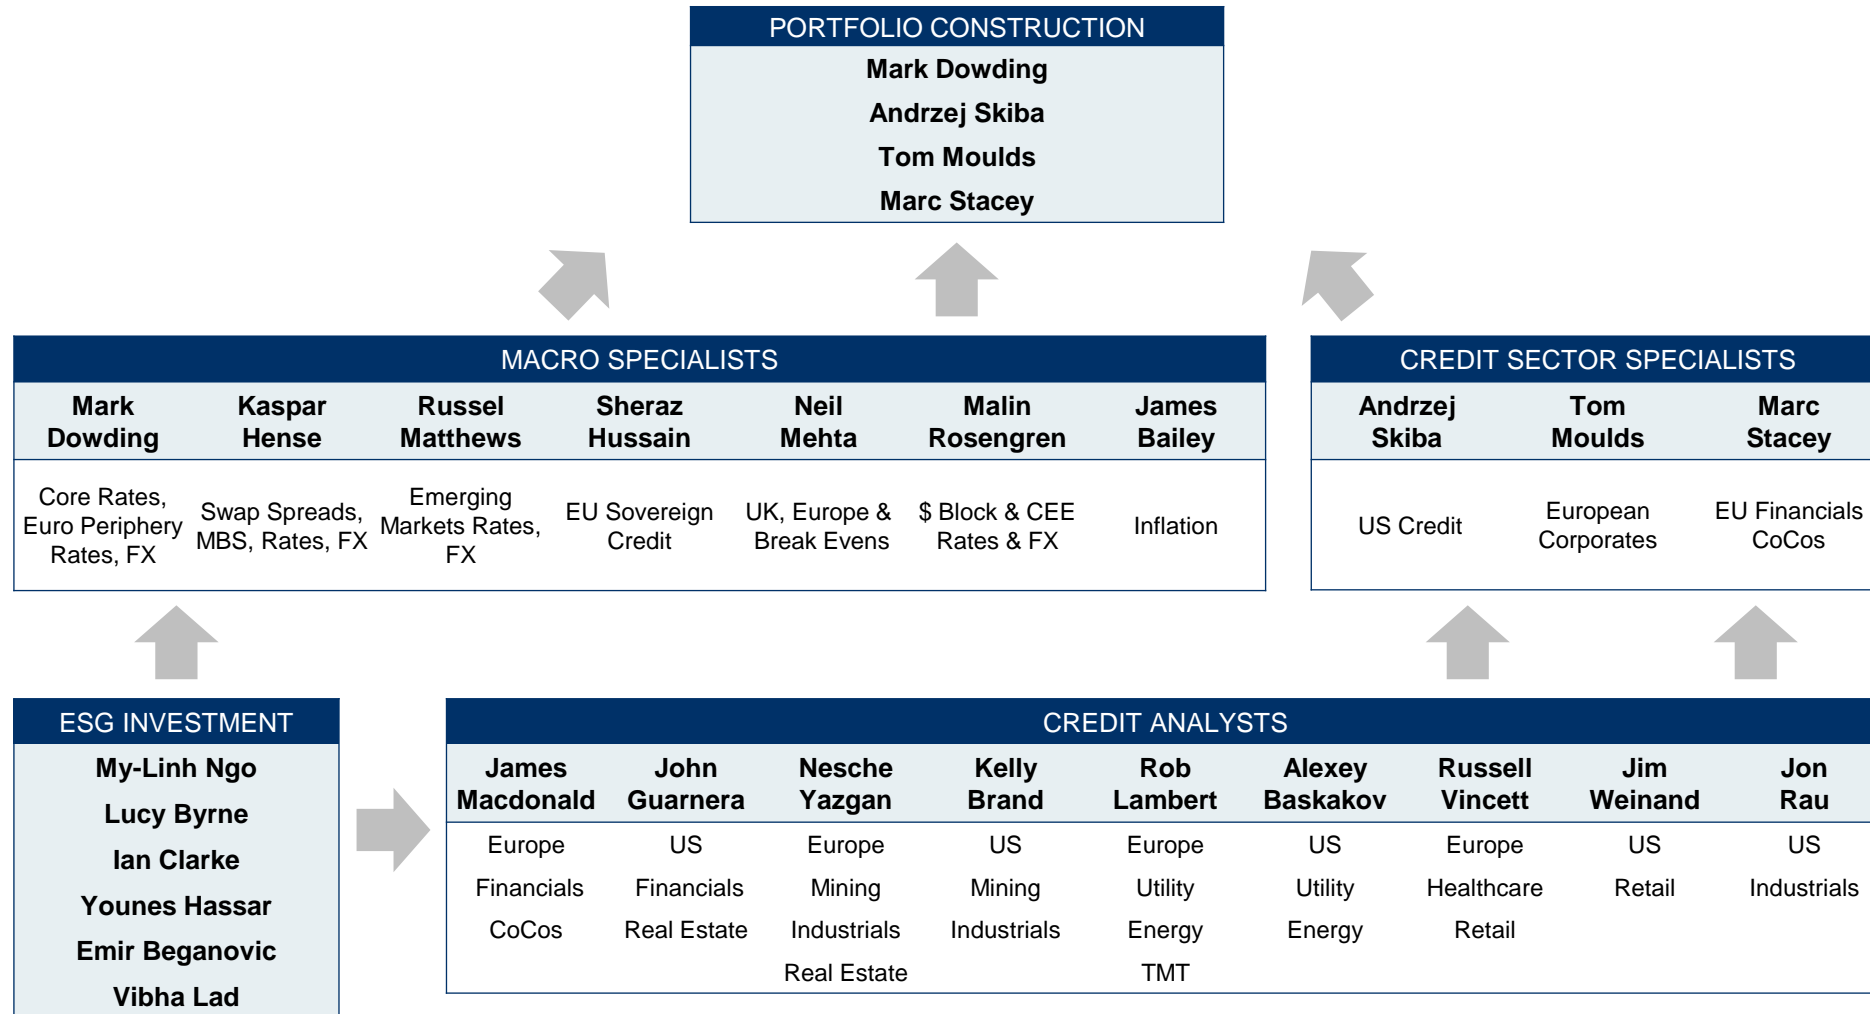 PORTFOLIO CONSTRUCTION
Mark Dowding
Andrzej Skiba
Tom Moulds
Marc Stacey
MACRO SPECIALISTS
Mark
Dowding
Kaspar
Hense
Russel
Matthews
Sheraz
Hussain
Neil
Mehta
Malin
Rosengren
James
Bailey
Core Rates,
Euro Periphery
Rates, FX
Swap Spreads,
MBS, Rates, FX
Emerging
Markets Rates,
FX
EU Sovereign
Credit
UK, Europe &
Break Evens
$ Block & CEE
Rates & FX
Inflation
CREDIT SECTOR SPECIALISTS
Andrzej
Skiba
Tom
Moulds
Marc
Stacey
US Credit
European
Corporates
EU Financials
CoCos
ESG INVESTMENT
My-Linh Ngo
Lucy Byrne
Ian Clarke
Younes Hassar
Emir Beganovic
Vibha Lad
CREDIT ANALYSTS
James
Macdonald
Europe
Financials
CoCos
John
Guarnera
US
Financials
Real Estate
Nesche
Yazgan
Europe
Mining
Industrials
Real Estate
Kelly
Brand
US
Mining
Industrials
Rob
Lambert
Europe
Utility
Energy
TMT
Alexey
Baskakov
US
Utility
Energy
Russell
Vincett
Europe
Healthcare
Retail
Jim
Weinand
US
Retail
Jon
Rau
US
Industrials